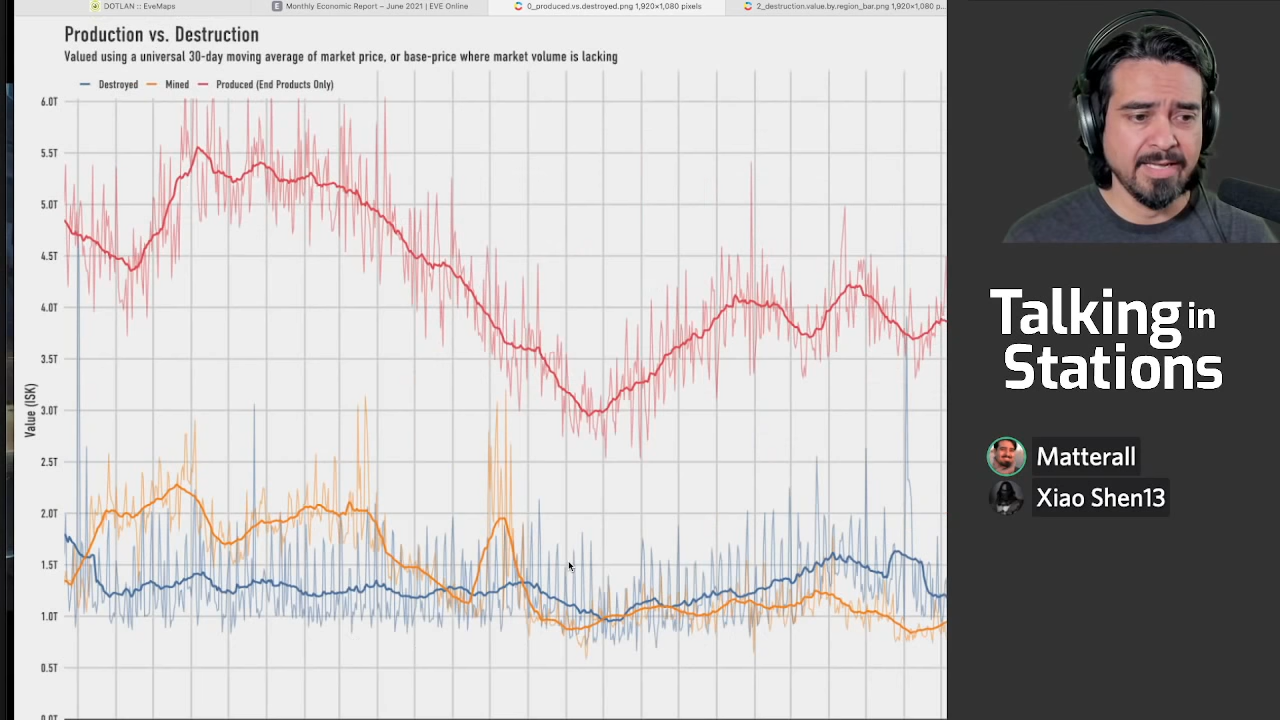 DOTLAN :: EveMaps
Monthly Economic Report – June 2021 | EVE Online
0_produced.vs.destroyed.png 1,920×1,080 pixels
2_destruction.value.by.region_bar.png 1,920×1,080 p...
Production vs. Destruction
Valued using a universal 30-day moving average of market price, or base-price where market volume is lacking
Destroyed Mined Produced (End Products Only)
6.0T
5.5T
5.0T
4.5T
4.0T
3.5T
3.0T
2.5T
2.0T
1.5T
1.0T
0.5T
0.0T
Value (ISK)
Talking in
Stations
Matterall
Xiao Shen13